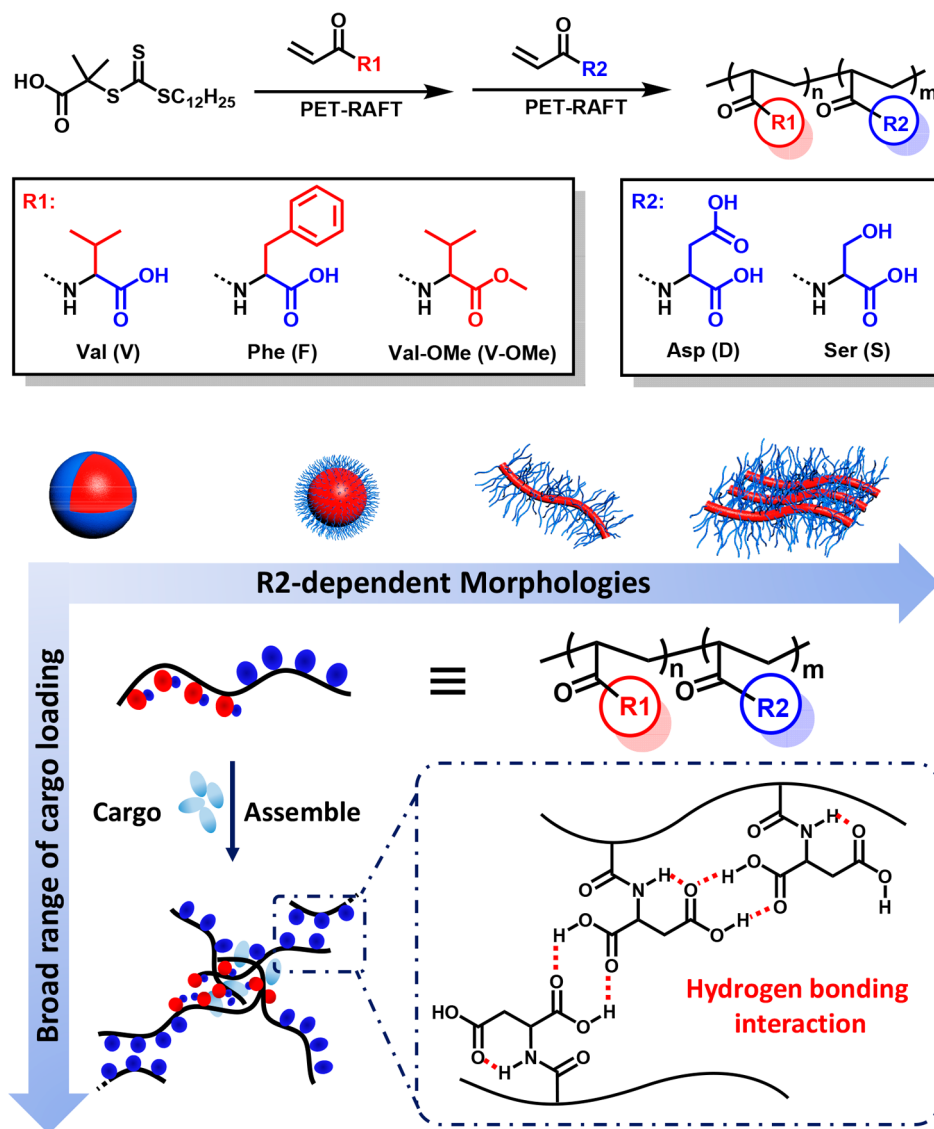 O
R1
PET-RAFT
O
R2
PET-RAFT
HO
O
S
S
SC12H25
n
m
O
R1
O
R2
R1:
N
H
OH
O
Val (V)
N
H
OH
O
Phe (F)
N
H
O
O
Val-OMe (V-OMe)
R2:
OH
O
N
H
OH
O
Asp (D)
OH
N
H
OH
O
Ser (S)
R2-dependent Morphologies
Broad range of cargo loading
≡
n
m
O
R1
O
R2
Cargo
Assemble
O
N
H
O
H
O
O
O
O
H
O
N
H
O
H
O
O
O
O
H
HO
O
O
O
H
H
N
O
Hydrogen bonding
interaction